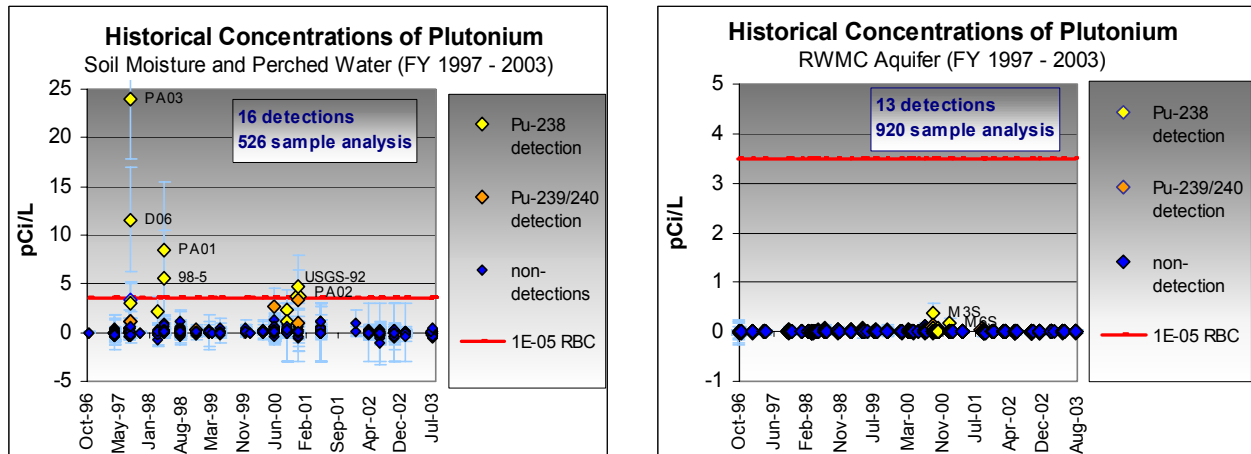 Historical Concentrations of Plutonium
Soil Moisture and Perched Water (FY 1997 - 2003)
16 detections
526 sample analysis
pCi/L
25
20
15
10
5
0
-5
PA03
D06
PA01
98-5
USGS-92
PA02
Oct-96
May-97
Jan-98
Aug-98
Mar-99
Nov-99
Jun-00
Feb-01
Sep-01
Apr-02
Dec-02
Jul-03
Pu-238
detection
Pu-239/240
detection
non-
detections
1E-05 RBC
Historical Concentrations of Plutonium
RWMC Aquifer (FY 1997 - 2003)
13 detections
920 sample analysis
pCi/L
5
4
3
2
1
0
-1
M3S
M6S
Oct-96
Jun-97
Feb-98
Oct-98
Jul-99
Mar-00
Nov-00
Jul-01
Mar-02
Dec-02
Aug-03
Pu-238
detection
Pu-239/240
detection
non-
detection
1E-05 RBC